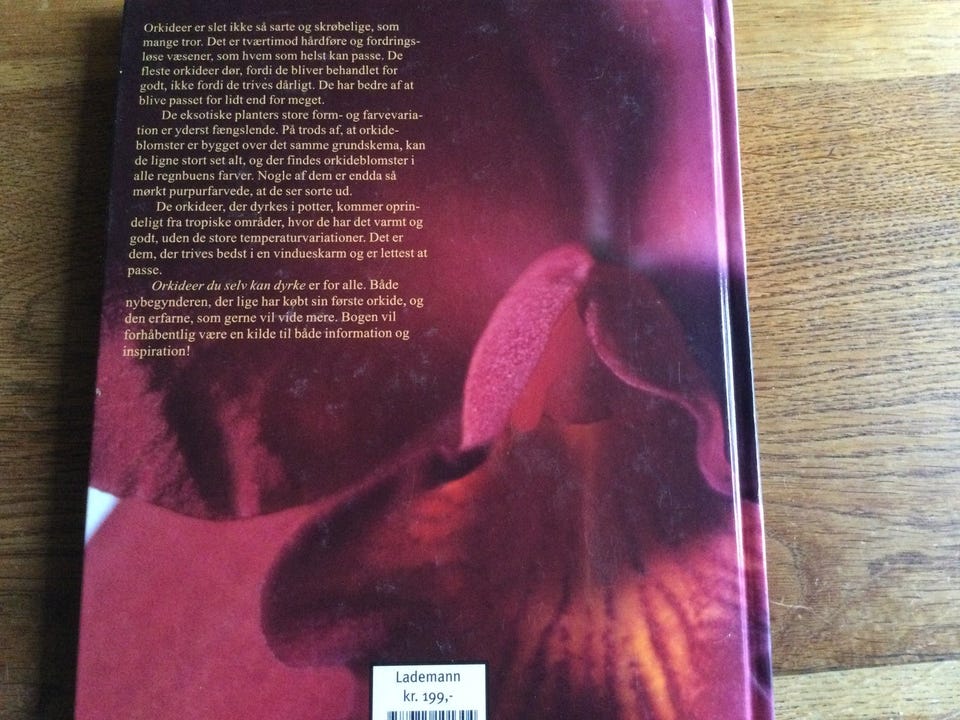 Orkideer er slet ikke så sarte og skrøbelige, som
mange tror. Det er tværtimod hårdføre og fordrings-
løse væsener, som hvem som helst kan passe. De
fleste orkideer dør, fordi de bliver behandlet for
godt, ikke fordi de trives dårligt. De har bedre af at
blive passet for lidt end for meget.
De eksotiske planters store form- og farvevaria-
tion er yderst fængslende. På trods af, at orkide-
blomster er bygget over det samme grundskema, kan
de ligne stort set alt, og der findes orkideblomster i
alle regnbuens farver. Nogle af dem er endda så
mørkt purpurfarvede, at de ser sorte ud.
De orkideer, der dyrkes i potter, kommer oprin-
deligt fra tropiske områder, hvor de har det varmt og
godt, uden de store temperaturvariationer. Det er
dem, der trives bedst i en vindueskarm og er lettest at
passe.
Orkideer du selv kan dyrke er for alle. Både
nybegynderen, der lige har købt sin første orkide, og
den erfarne, som gerne vil vide mere. Bogen vil
forhåbentlig være en kilde til både information og
inspiration!
Lademann
kr. 199,-